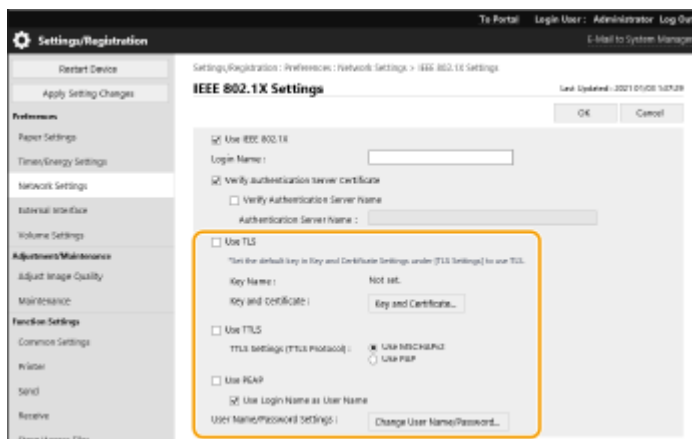 To Portal Login User : Administrator Log Ou
Settings/Registration
E-Mail to System Manager
Restart Device
Apply Setting Changes
Preferences
Paper Settings
Timer/Energy Settings
Network Settings
External Interface
Volume Settings
Adjustment/Maintenance
Adjust Image Quality
Maintenance
Function Settings
Common Settings
Printer
Send
Receive
Settings/Registration : Preferences : Network Settings > IEEE 802.1X Settings
IEEE 802.1X Settings
Last Updated : 2021 01/08
OK Cancel
Use IEEE 802.1X
Login Name :
Verify Authentication Server Certificate
Verify Authentication Server Name
Authentication Server Name :
Use TLS
*Set the default key in Key and Certificate Settings under [TLS Settings] to use TLS.
Key Name : Not set.
Key and Certificate : Key and Certificate...
Use TTLS
TTLS Settings (TTLS Protocol) : Use MSCHAPv2
Use PAP
Use PEAP
Use Login Name as User Name
User Name/Password Settings : Change User Name/Password...